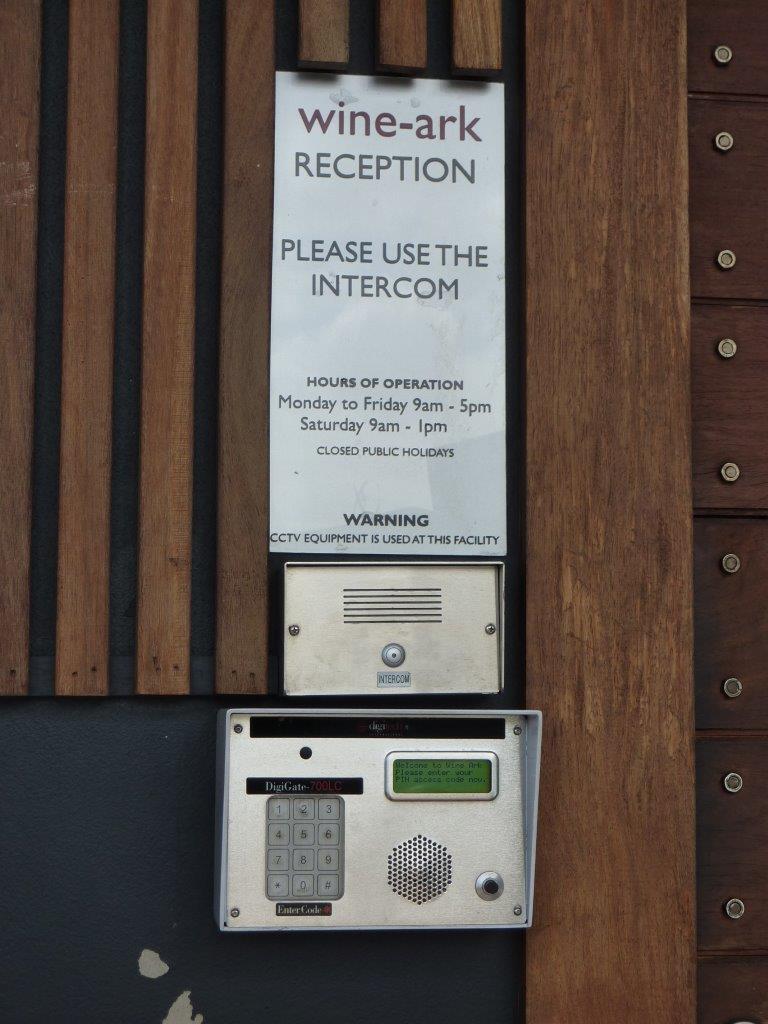 wine-ark
RECEPTION
PLEASE USE THE
INTERCOM
HOURS OF OPERATION
Monday to Friday 9am - 5pm
Saturday 9am - 1pm
CLOSED PUBLIC HOLIDAYS
WARNING
CCTV EQUIPMENT IS USED AT THIS FACILITY
INTERCOM
Welcome to Wine Ark
Please enter your
PIN access code now.
DigiGate-700LC
1 2 3
4 5 6
7 8 9
* 0 #
Enter Code